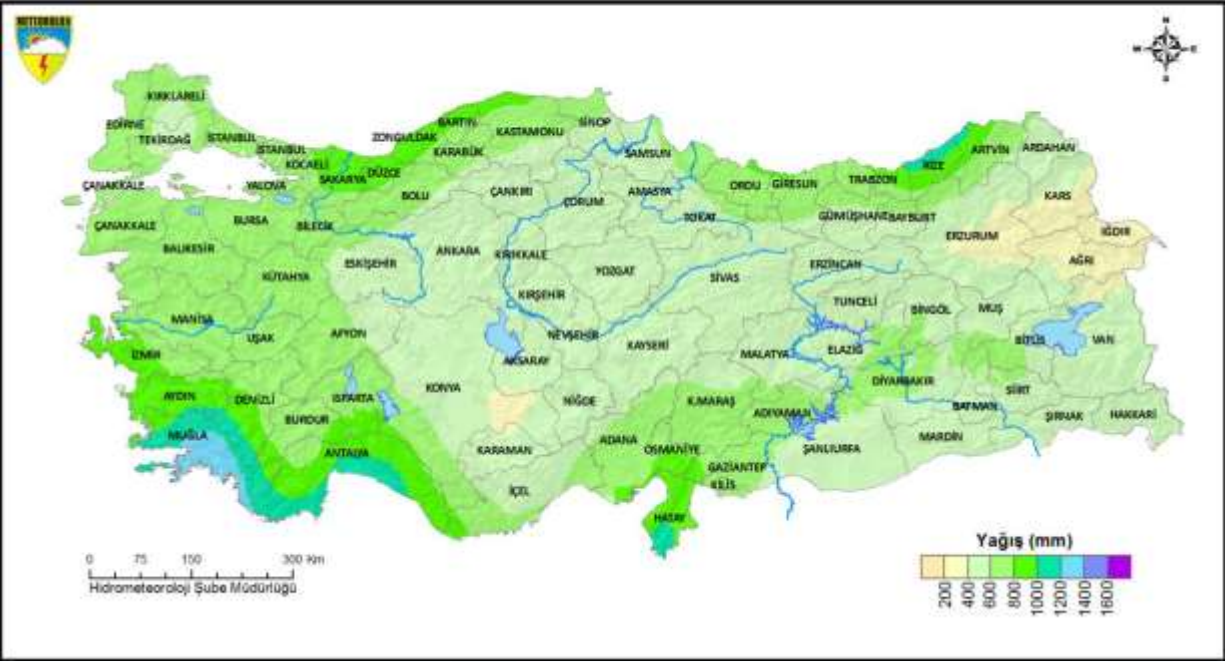 METEOROLOJİ
N
W E
S
KIRKLARELİ
EDİRNE
TEKİRDAĞ
İSTANBUL
İSTANBUL
KOCAELİ
YALOVA
SAKARYA
DÜZCE
ZONGULDAK
BARTIN
KARABÜK
KASTAMONU
SİNOP
SAMSUN
ORDU
GİRESUN
TRABZON
RİZE
ARTVİN
ARDAHAN
ÇANAKKALE
ÇANAKKALE
BURSA
BİLECİK
BOLU
ÇANKIRI
ÇORUM
AMASYA
TOKAT
GÜMÜŞHANE
BAYBURT
KARS
ERZURUM
IĞDIR
AĞRI
BALIKESİR
KÜTAHYA
ESKİŞEHİR
ANKARA
KIRIKKALE
YOZGAT
SİVAS
ERZİNCAN
TUNCELİ
BİNGÖL
MUŞ
KIRŞEHİR
NEVŞEHİR
KAYSERİ
MALATYA
ELAZIĞ
BİTLİS
VAN
MANİSA
UŞAK
AFYON
AKSARAY
İZMİR
AYDIN
DENİZLİ
ISPARTA
KONYA
NİĞDE
K.MARAŞ
ADIYAMAN
DİYARBAKIR
SİİRT
BATMAN
ŞIRNAK
HAKKARİ
BURDUR
MUĞLA
ANTALYA
KARAMAN
ADANA
OSMANİYE
GAZİANTEP
KİLİS
ŞANLIURFA
MARDİN
İÇEL
HATAY
0 75 150 300 Km
Hidrometeoroloji Şube Müdürlüğü
Yağış (mm)
200
400
600
800
1000
1200
1400
1600